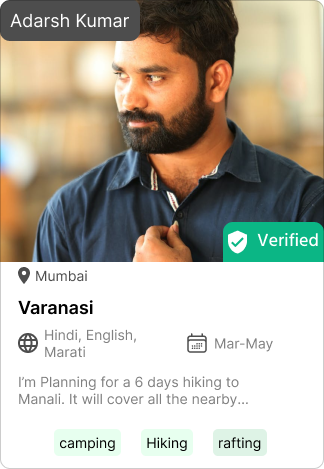 Adarsh Kumar
Verified
Mumbai
Varanasi
Hindi, English,
Marati
Mar-May
I’m Planning for a 6 days hiking to
Manali. It will cover all the nearby...
camping
Hiking
rafting